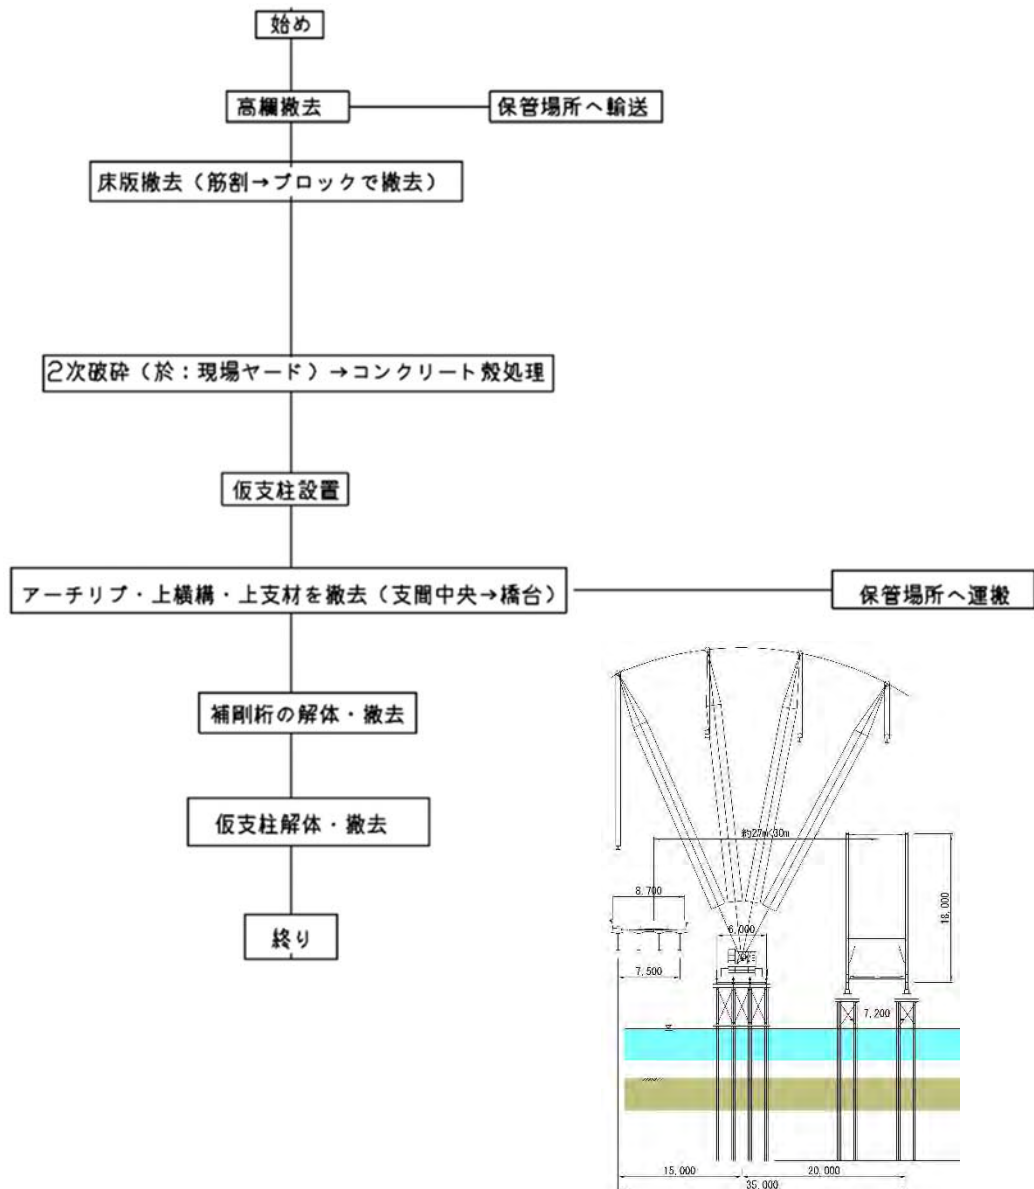 始め
高欄撤去
保管場所へ輸送
床版撤去（筋割→ブロックで撤去）
2次破砕（於：現場ヤード）→コンクリート殻処理
仮支柱設置
アーチリブ・上横構・上支材を撤去（支間中央→橋台）
保管場所へ運搬
補剛桁の解体・撤去
仮支柱解体・撤去
終り
約27m<30m
8,700
6,000
7,500
18,000
7,200
15,000
20,000
35,000